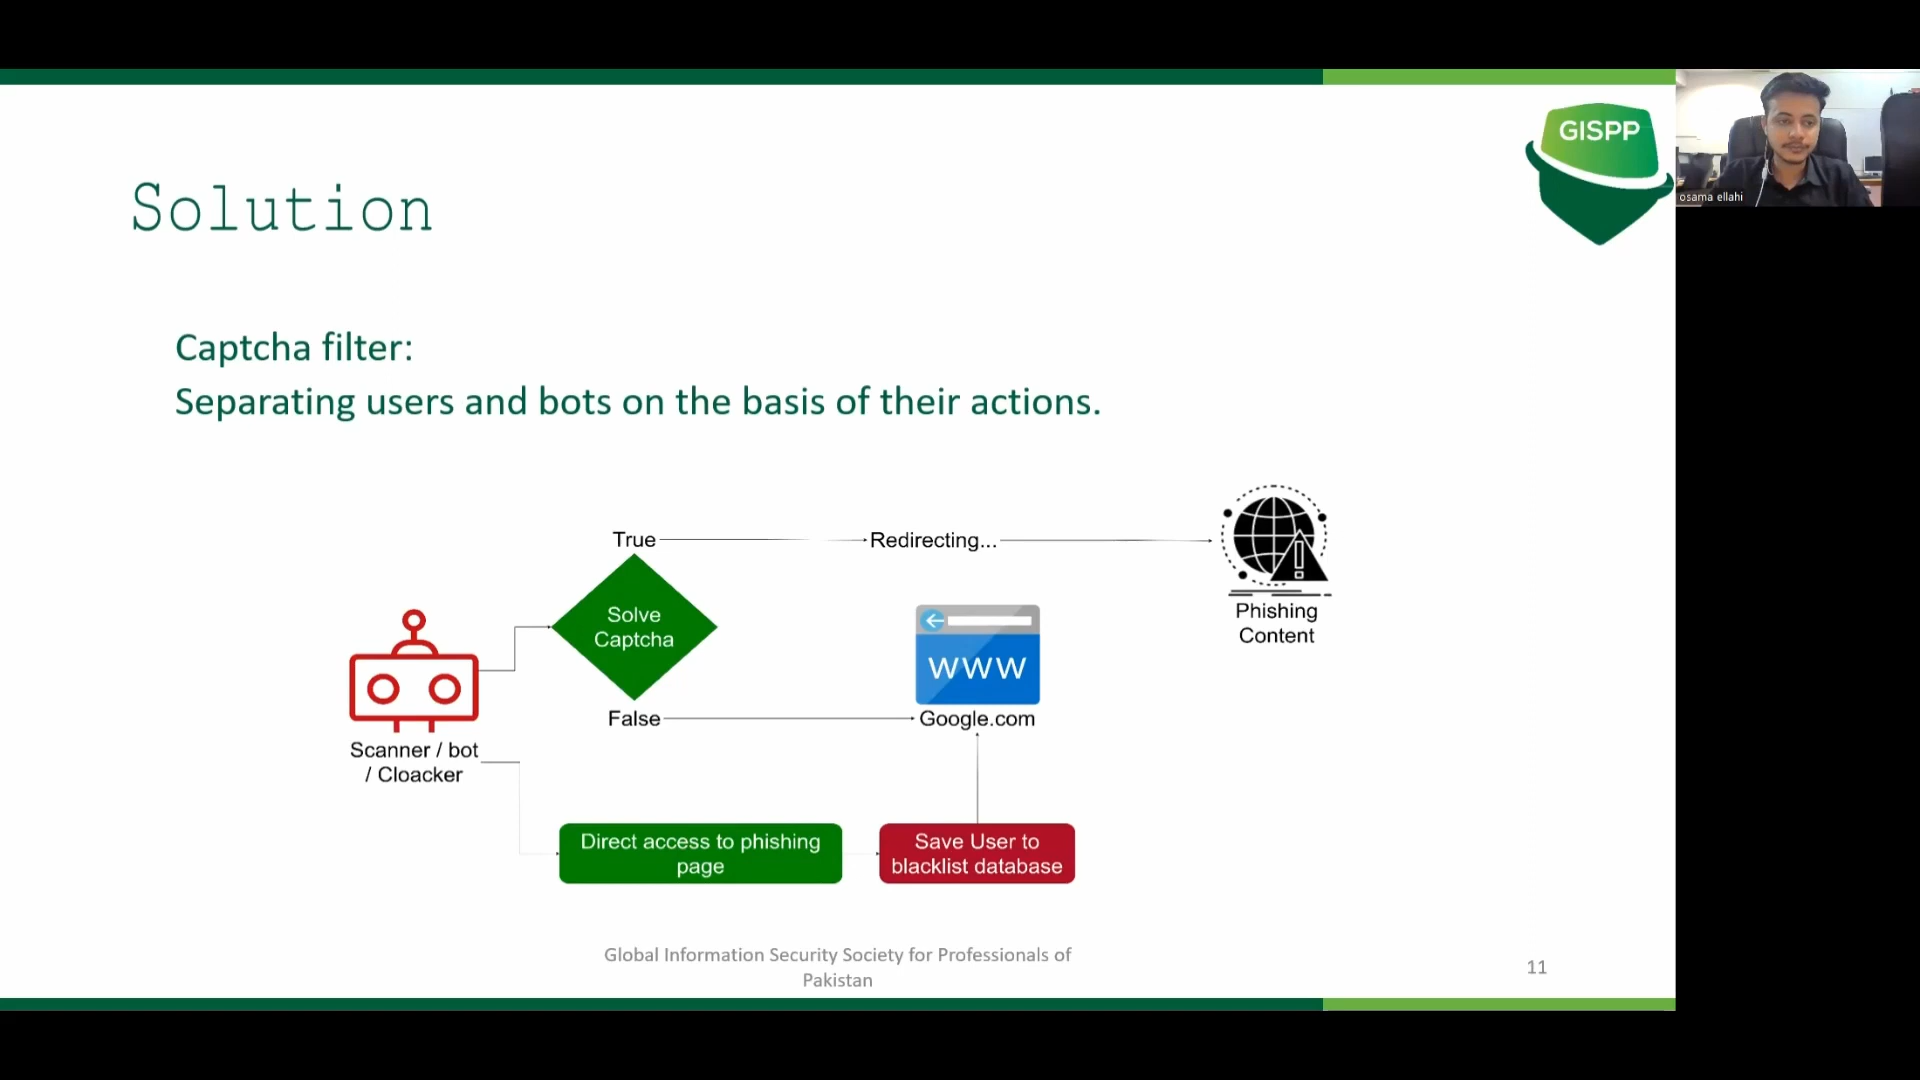 GISPP
osama ellahi
Solution
Captcha filter:
Separating users and bots on the basis of their actions.
True
Redirecting...
Solve
Captcha
Phishing
Content
WWW
False
Google.com
Scanner / bot
/ Cloacker
Direct access to phishing
page
Save User to
blacklist database
Global Information Security Society for Professionals of
Pakistan
11